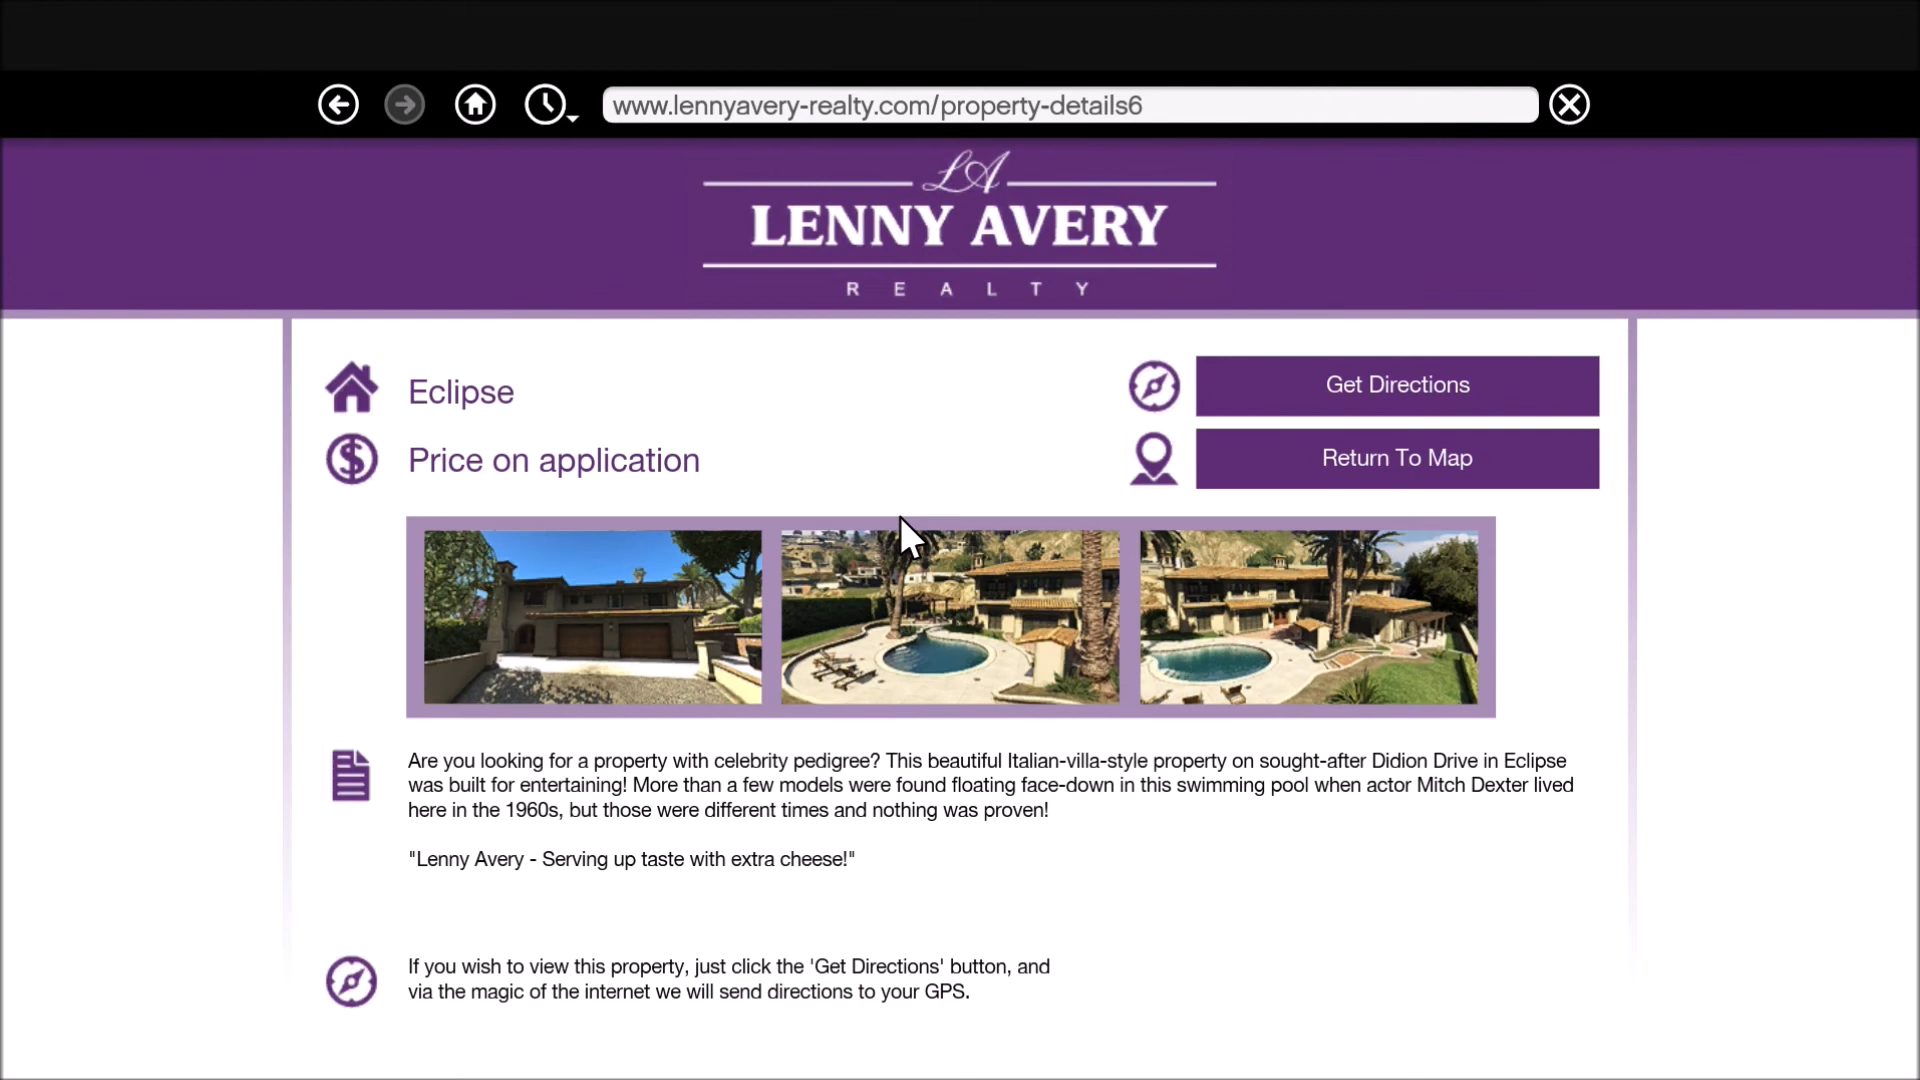 www.lennyavery-realty.com/property-details6
LA
LENNY AVERY
REALTY
Eclipse
Get Directions
Price on application
Return To Map
Are you looking for a property with celebrity pedigree? This beautiful Italian-villa-style property on sought-after Didion Drive in Eclipse
was built for entertaining! More than a few models were found floating face-down in this swimming pool when actor Mitch Dexter lived
here in the 1960s, but those were different times and nothing was proven!
"Lenny Avery - Serving up taste with extra cheese!"
If you wish to view this property, just click the 'Get Directions' button, and
via the magic of the internet we will send directions to your GPS.